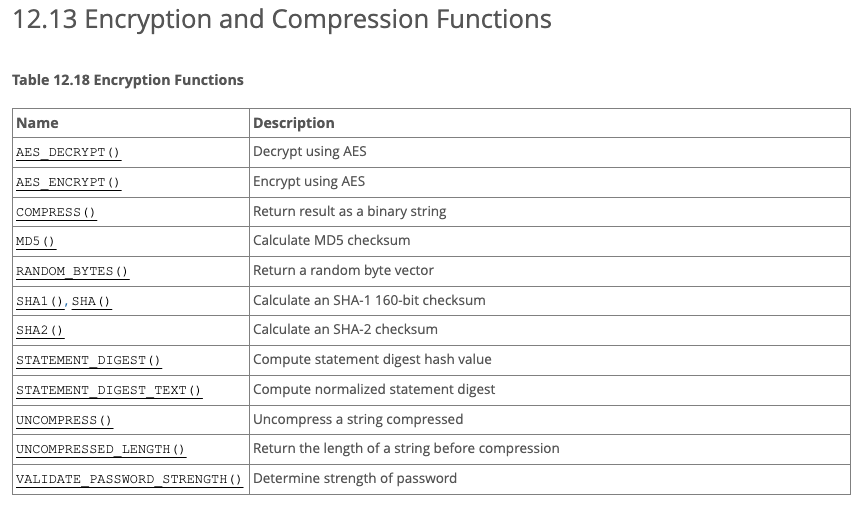 12.13 Encryption and Compression Functions
Table 12.18 Encryption Functions
Name Description
AES_DECRYPT() Decrypt using AES
AES_ENCRYPT() Encrypt using AES
COMPRESS() Return result as a binary string
MD5() Calculate MD5 checksum
RANDOM_BYTES() Return a random byte vector
SHA1(), SHA() Calculate an SHA-1 160-bit checksum
SHA2() Calculate an SHA-2 checksum
STATEMENT_DIGEST() Compute statement digest hash value
STATEMENT_DIGEST_TEXT() Compute normalized statement digest
UNCOMPRESS() Uncompress a string compressed
UNCOMPRESSED_LENGTH() Return the length of a string before compression
VALIDATE_PASSWORD_STRENGTH() Determine strength of password